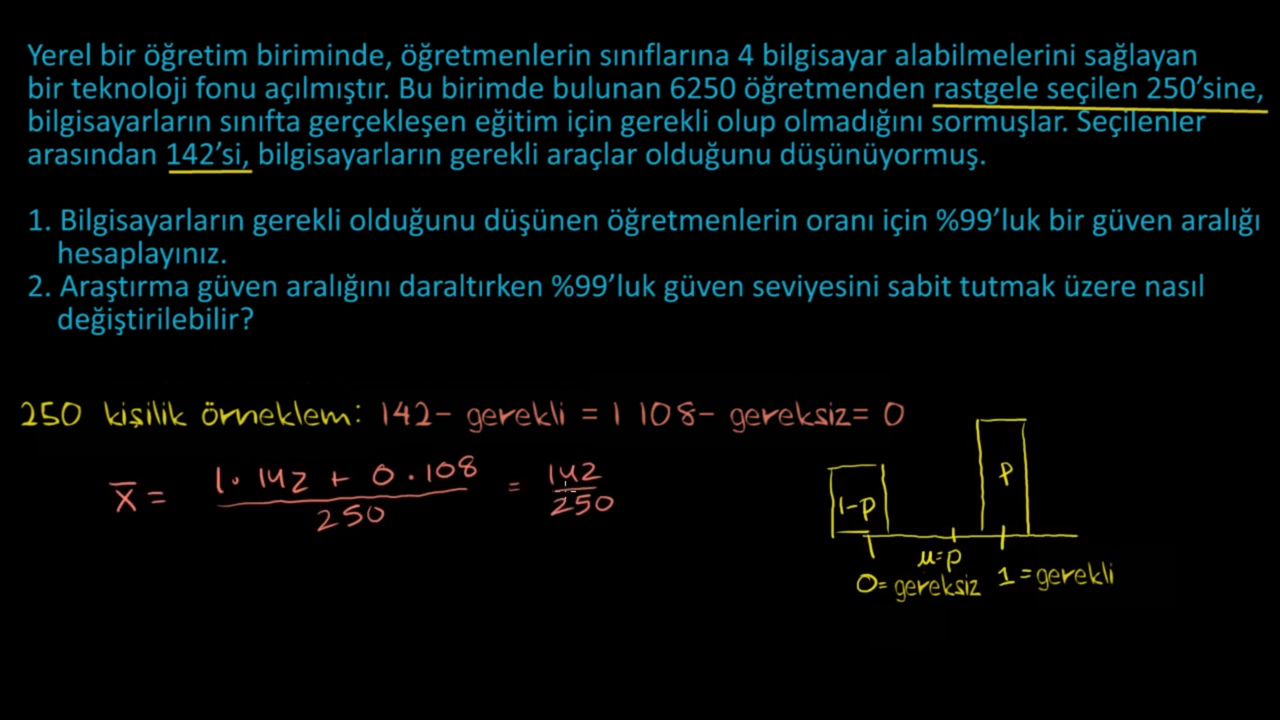 Yerel bir öğretim biriminde, öğretmenlerin sınıflarına 4 bilgisayar alabilmelerini sağlayan
bir teknoloji fonu açılmıştır. Bu birimde bulunan 6250 öğretmenden rastgele seçilen 250'sine,
bilgisayarların sınıfta gerçekleşen eğitim için gerekli olup olmadığını sormuşlar. Seçilenler
arasından 142'si, bilgisayarların gerekli araçlar olduğunu düşünüyormuş.
1. Bilgisayarların gerekli olduğunu düşünen öğretmenlerin oranı için %99'luk bir güven aralığı
hesaplayınız.
2. Araştırma güven aralığını daraltırken %99'luk güven seviyesini sabit tutmak üzere nasıl
değiştirilebilir?
250 kişilik örneklem: 142- gerekli = 1 108- gereksiz= 0
x̄ = 1. 142 + 0.108 / 250 = 142 / 250
1-p
p
μ=p
0= gereksiz 1 = gerekli